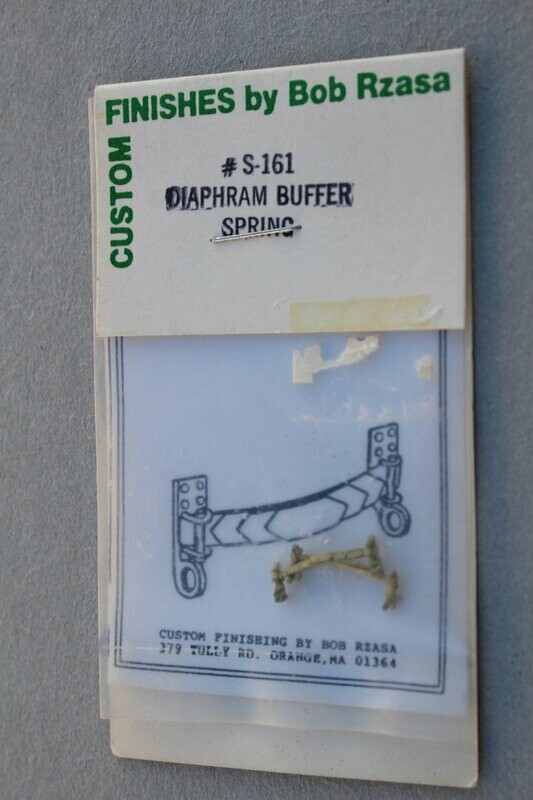 CUSTOM
FINISHES by Bob Rzasa
# S-161
DIAPHRAM BUFFER
SPRING
CUSTOM FINISHING BY BOB RZASA
379 TULLY RD. ORANGE, MA 01364